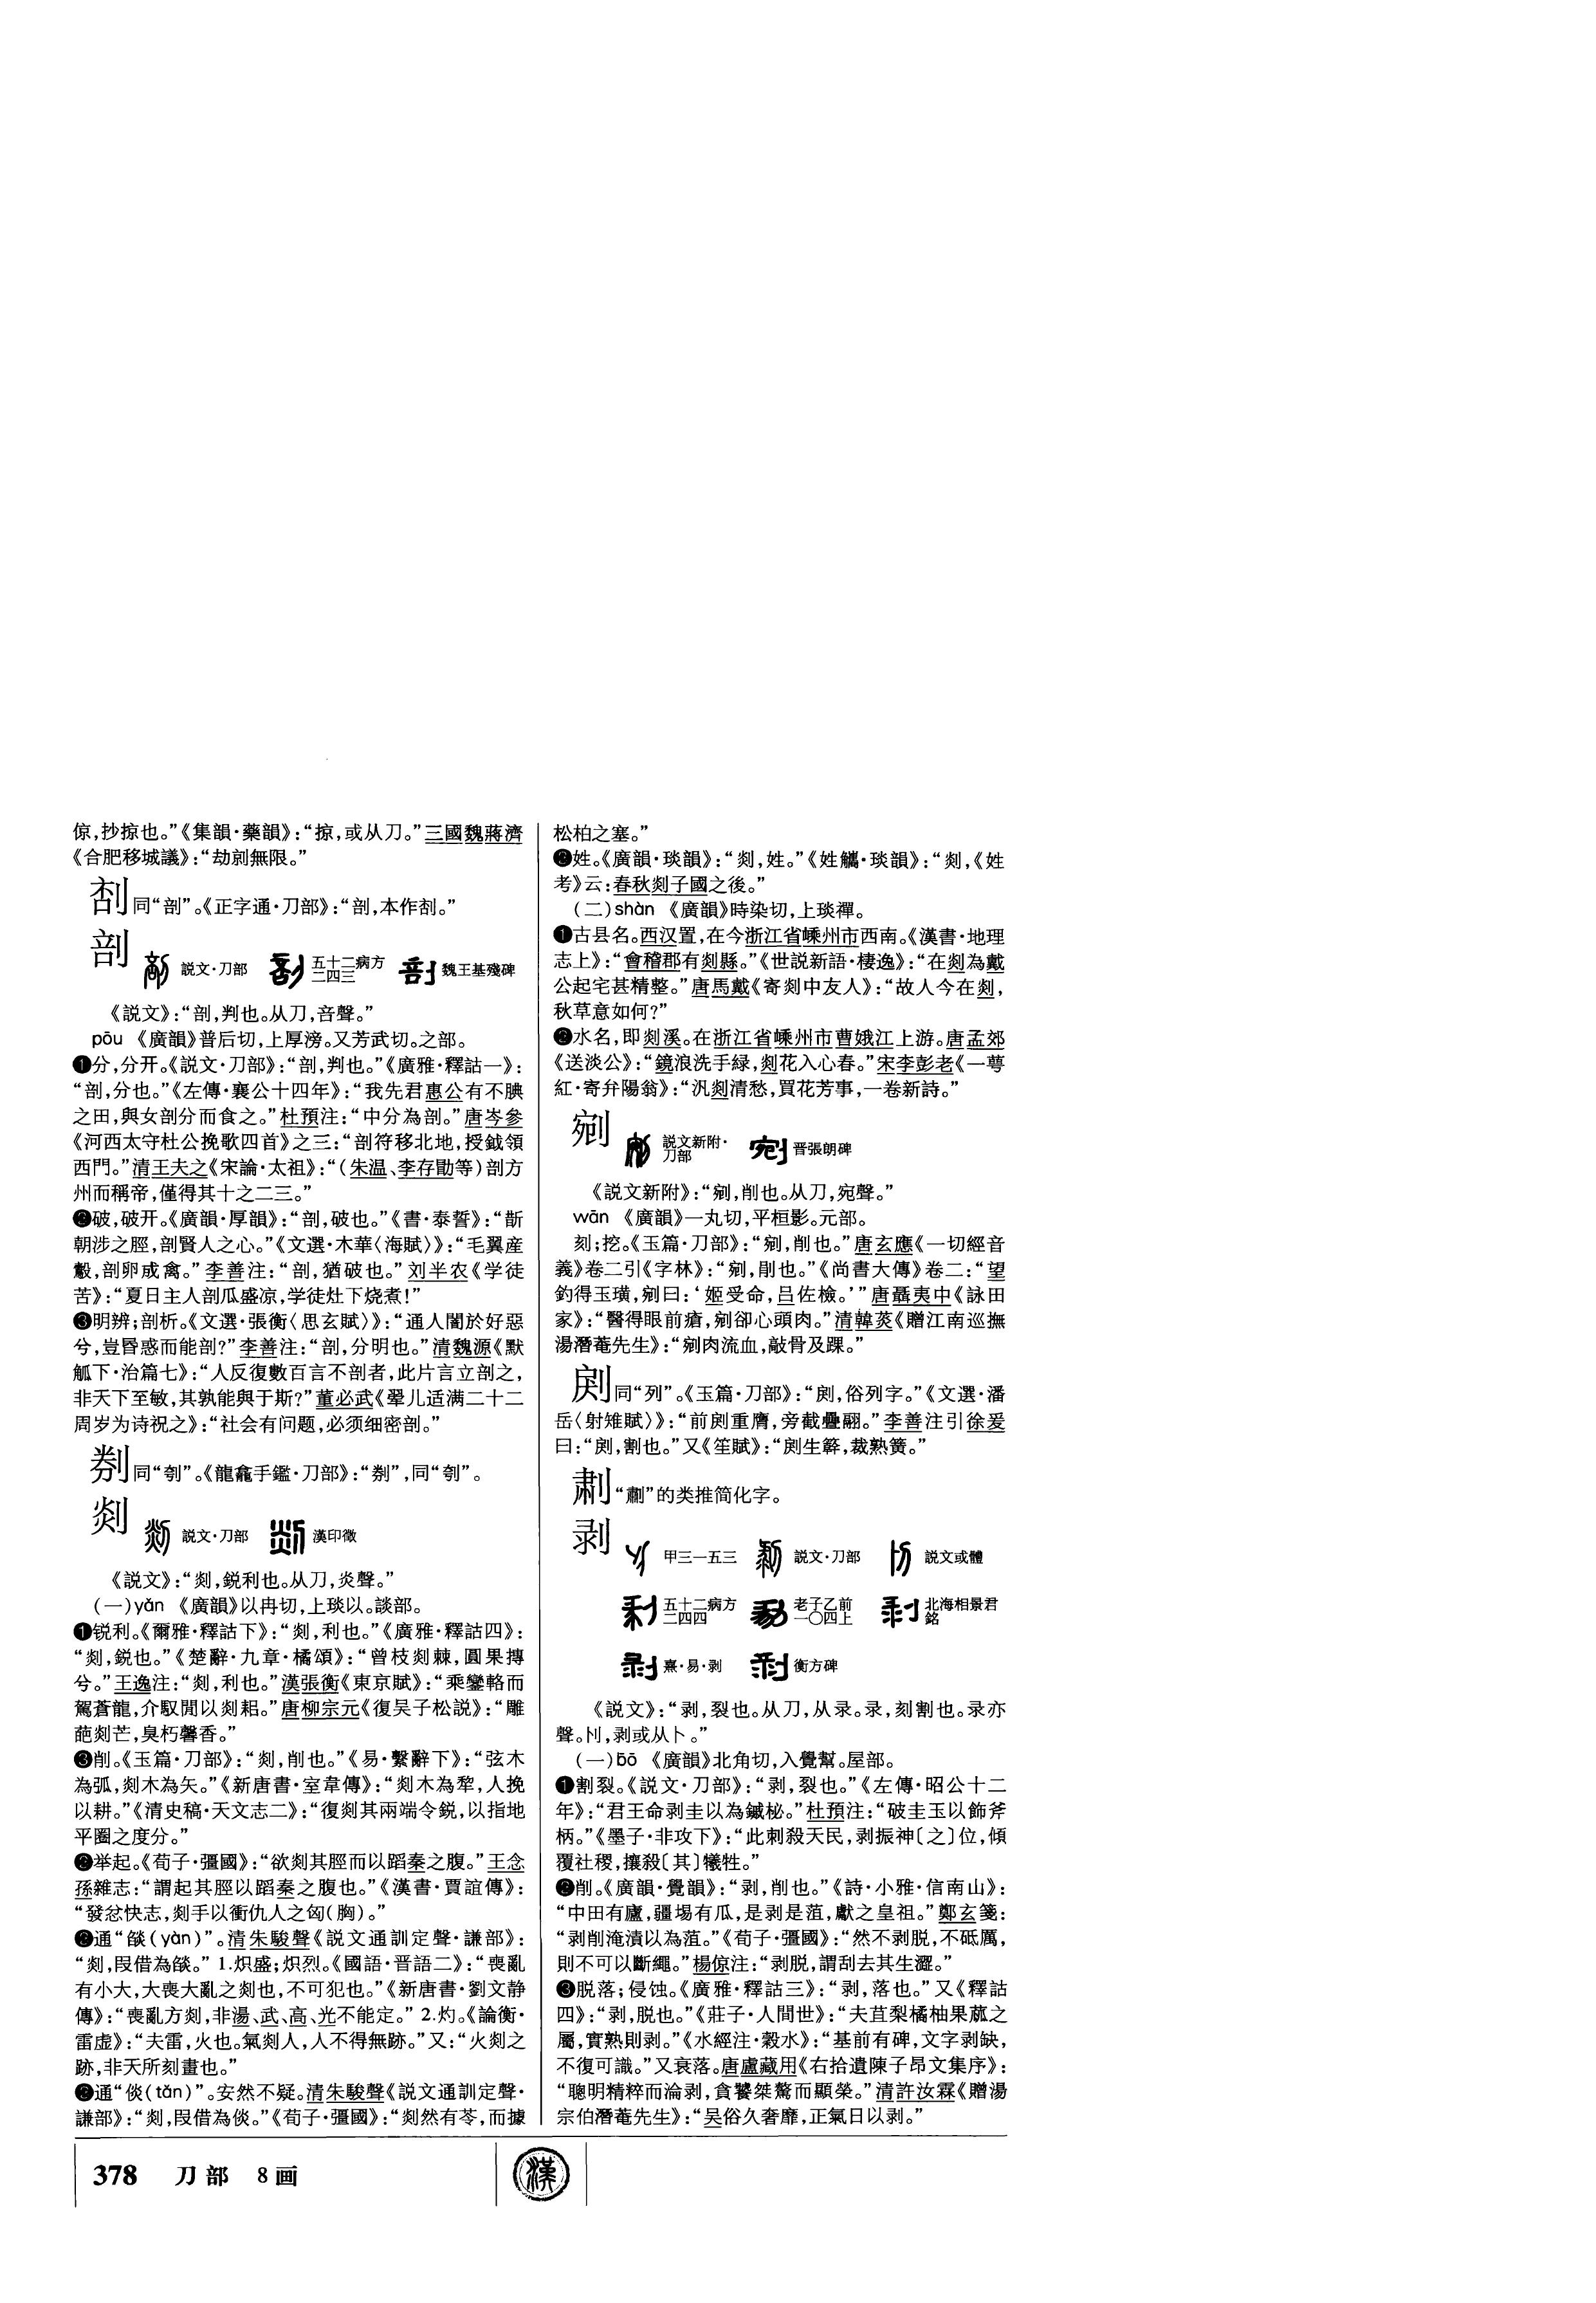 倞,抄掠也。”《集韻·藥韻》:“掠,或从刀。”三國魏蔣濟
《合肥移城議》:“劫剠無限。”
同“剖”。《正字通·刀部》:“剖,本作㓵。”
剖 説文·刀部 五十二病方二四三 魏王基殘碑
《説文》:“剖,判也。从刀,咅聲。”
pōu 《廣韻》普后切,上厚滂。又芳武切。之部。
❶分,分开。《説文·刀部》:“剖,判也。”《廣雅·釋詁一》:
“剖,分也。”《左傳·襄公十四年》:“我先君惠公有不腆
之田,與女剖分而食之。”杜預注:“中分為剖。”唐岑參
《河西太守杜公挽歌四首》之三:“剖符移北地,授鉞領
西門。”清王夫之《宋論·太祖》:“(朱温、李存勖等)剖方
州而稱帝,僅得其十之二三。”
❷破,破开。《廣韻·厚韻》:“剖,破也。”《書·泰誓》:“斮
朝涉之脛,剖賢人之心。”《文選·木華〈海賦〉》:“毛翼産
鷇,剖卵成禽。”李善注:“剖,猶破也。”刘半农《学徒
苦》:“夏日主人剖瓜盛凉,学徒灶下烧煮!”
❸明辨;剖析。《文選·張衡〈思玄賦〉》:“通人闇於好惡
兮,豈昏惑而能剖?”李善注:“剖,分明也。”清魏源《默
觚下·治篇七》:“人反復數百言不剖者,此片言立剖之,
非天下至敏,其孰能與于斯?”董必武《翚儿适满二十二
周岁为诗祝之》:“社会有问题,必须细密剖。”
同“刳”。《龍龕手鑑·刀部》:“剶”,同“刳”。
剡 説文·刀部 漢印徵
《説文》:“剡,鋭利也。从刀,炎聲。”
(一)yǎn 《廣韻》以冉切,上琰以。談部。
❶锐利。《爾雅·釋詁下》:“剡,利也。”《廣雅·釋詁四》:
“剡,鋭也。”《楚辭·九章·橘頌》:“曾枝剡棘,圓果摶
兮。”王逸注:“剡,利也。”漢張衡《東京賦》:“乘鑾輅而
駕蒼龍,介馭閒以剡耜。”唐柳宗元《復吴子松説》:“雕
葩剡芒,臭朽馨香。”
❷削。《玉篇·刀部》:“剡,削也。”《易·繫辭下》:“弦木
為弧,剡木為矢。”《新唐書·室韋傳》:“剡木為犂,人挽
以耕。”《清史稿·天文志二》:“復剡其兩端令鋭,以指地
平圈之度分。”
❸举起。《荀子·彊國》:“欲剡其脛而以蹈秦之腹。”王念
孫雜志:“謂起其脛以蹈秦之腹也。”《漢書·賈誼傳》:
“發忿快志,剡手以衝仇人之匈(胸)。”
❹通“燄(yàn)”。清朱駿聲《説文通訓定聲·謙部》:
“剡,叚借為燄。”1.炽盛;炽烈。《國語·晋語二》:“喪亂
有小大,大喪大亂之剡也,不可犯也。”《新唐書·劉文静
傳》:“喪亂方剡,非湯、武、高、光不能定。”2.灼。《論衡·
雷虚》:“夫雷,火也。氣剡人,人不得無跡。”又:“火剡之
跡,非天所刻畫也。”
❺通“倓(tǎn)”。安然不疑。清朱駿聲《説文通訓定聲·
謙部》:“剡,叚借為倓。”《荀子·彊國》:“剡然有苓,而據
松柏之塞。”
❻姓。《廣韻·琰韻》:“剡,姓。”《姓觿·琰韻》:“剡,《姓
考》云:春秋剡子國之後。”
(二)shàn 《廣韻》時染切,上琰禪。
❶古县名。西汉置,在今浙江省嵊州市西南。《漢書·地理
志上》:“會稽郡有剡縣。”《世説新語·棲逸》:“在剡為戴
公起宅甚精整。”唐馬戴《寄剡中友人》:“故人今在剡,
秋草意如何?”
❷水名,即剡溪。在浙江省嵊州市曹娥江上游。唐孟郊
《送淡公》:“鏡浪洗手緑,剡花入心春。”宋李彭老《一萼
紅·寄弁陽翁》:“汎剡清愁,買花芳事,一卷新詩。”
剜 説文新附·刀部 晋張朗碑
《説文新附》:“剜,削也。从刀,宛聲。”
wān 《廣韻》一丸切,平桓影。元部。
刻;挖。《玉篇·刀部》:“剜,削也。”唐玄應《一切經音
義》卷二引《字林》:“剜,削也。”《尚書大傳》卷二:“望
釣得玉璜,剜曰:‘姬受命,吕佐檢。’”唐聶夷中《詠田
家》:“醫得眼前瘡,剜卻心頭肉。”清韓菼《贈江南巡撫
湯潛菴先生》:“剜肉流血,敲骨及踝。”
㓹同“列”。《玉篇·刀部》:“㓹,俗列字。”《文選·潘
岳〈射雉賦〉》:“前㓹重膺,旁截疊翮。”李善注引徐爰
曰:“㓹,割也。”又《笙賦》:“㓹生簳,裁熟簧。”
“劀”的类推简化字。
剥 甲三一五三 説文·刀部 説文或體
五十二病方二四四 老子乙前一〇四上 北海相景君銘
熹·易·剥 衡方碑
《説文》:“剥,裂也。从刀,从录。录,刻割也。录亦
聲。刂,剥或从卜。”
(一)bō 《廣韻》北角切,入覺幫。屋部。
❶割裂。《説文·刀部》:“剥,裂也。”《左傳·昭公十二
年》:“君王命剥圭以為鏚柲。”杜預注:“破圭玉以飾斧
柄。”《墨子·非攻下》:“此刺殺天民,剥振神〔之〕位,傾
覆社稷,攘殺〔其〕犧牲。”
❷削。《廣韻·覺韻》:“剥,削也。”《詩·小雅·信南山》:
“中田有廬,疆埸有瓜,是剥是菹,獻之皇祖。”鄭玄箋:
“剥削淹漬以為菹。”《荀子·彊國》:“然不剥脱,不砥厲,
則不可以斷繩。”楊倞注:“剥脱,謂刮去其生澀。”
❸脱落;侵蚀。《廣雅·釋詁三》:“剥,落也。”又《釋詁
四》:“剥,脱也。”《莊子·人間世》:“夫苴梨橘柚果蓏之
屬,實熟則剥。”《水經注·穀水》:“基前有碑,文字剥缺,
不復可識。”又衰落。唐盧藏用《右拾遺陳子昂文集序》:
“聰明精粹而淪剥,貪饕桀驁而顯榮。”清許汝霖《贈湯
宗伯潛菴先生》:“吴俗久奢靡,正氣日以剥。”
378 刀部 8画
漢